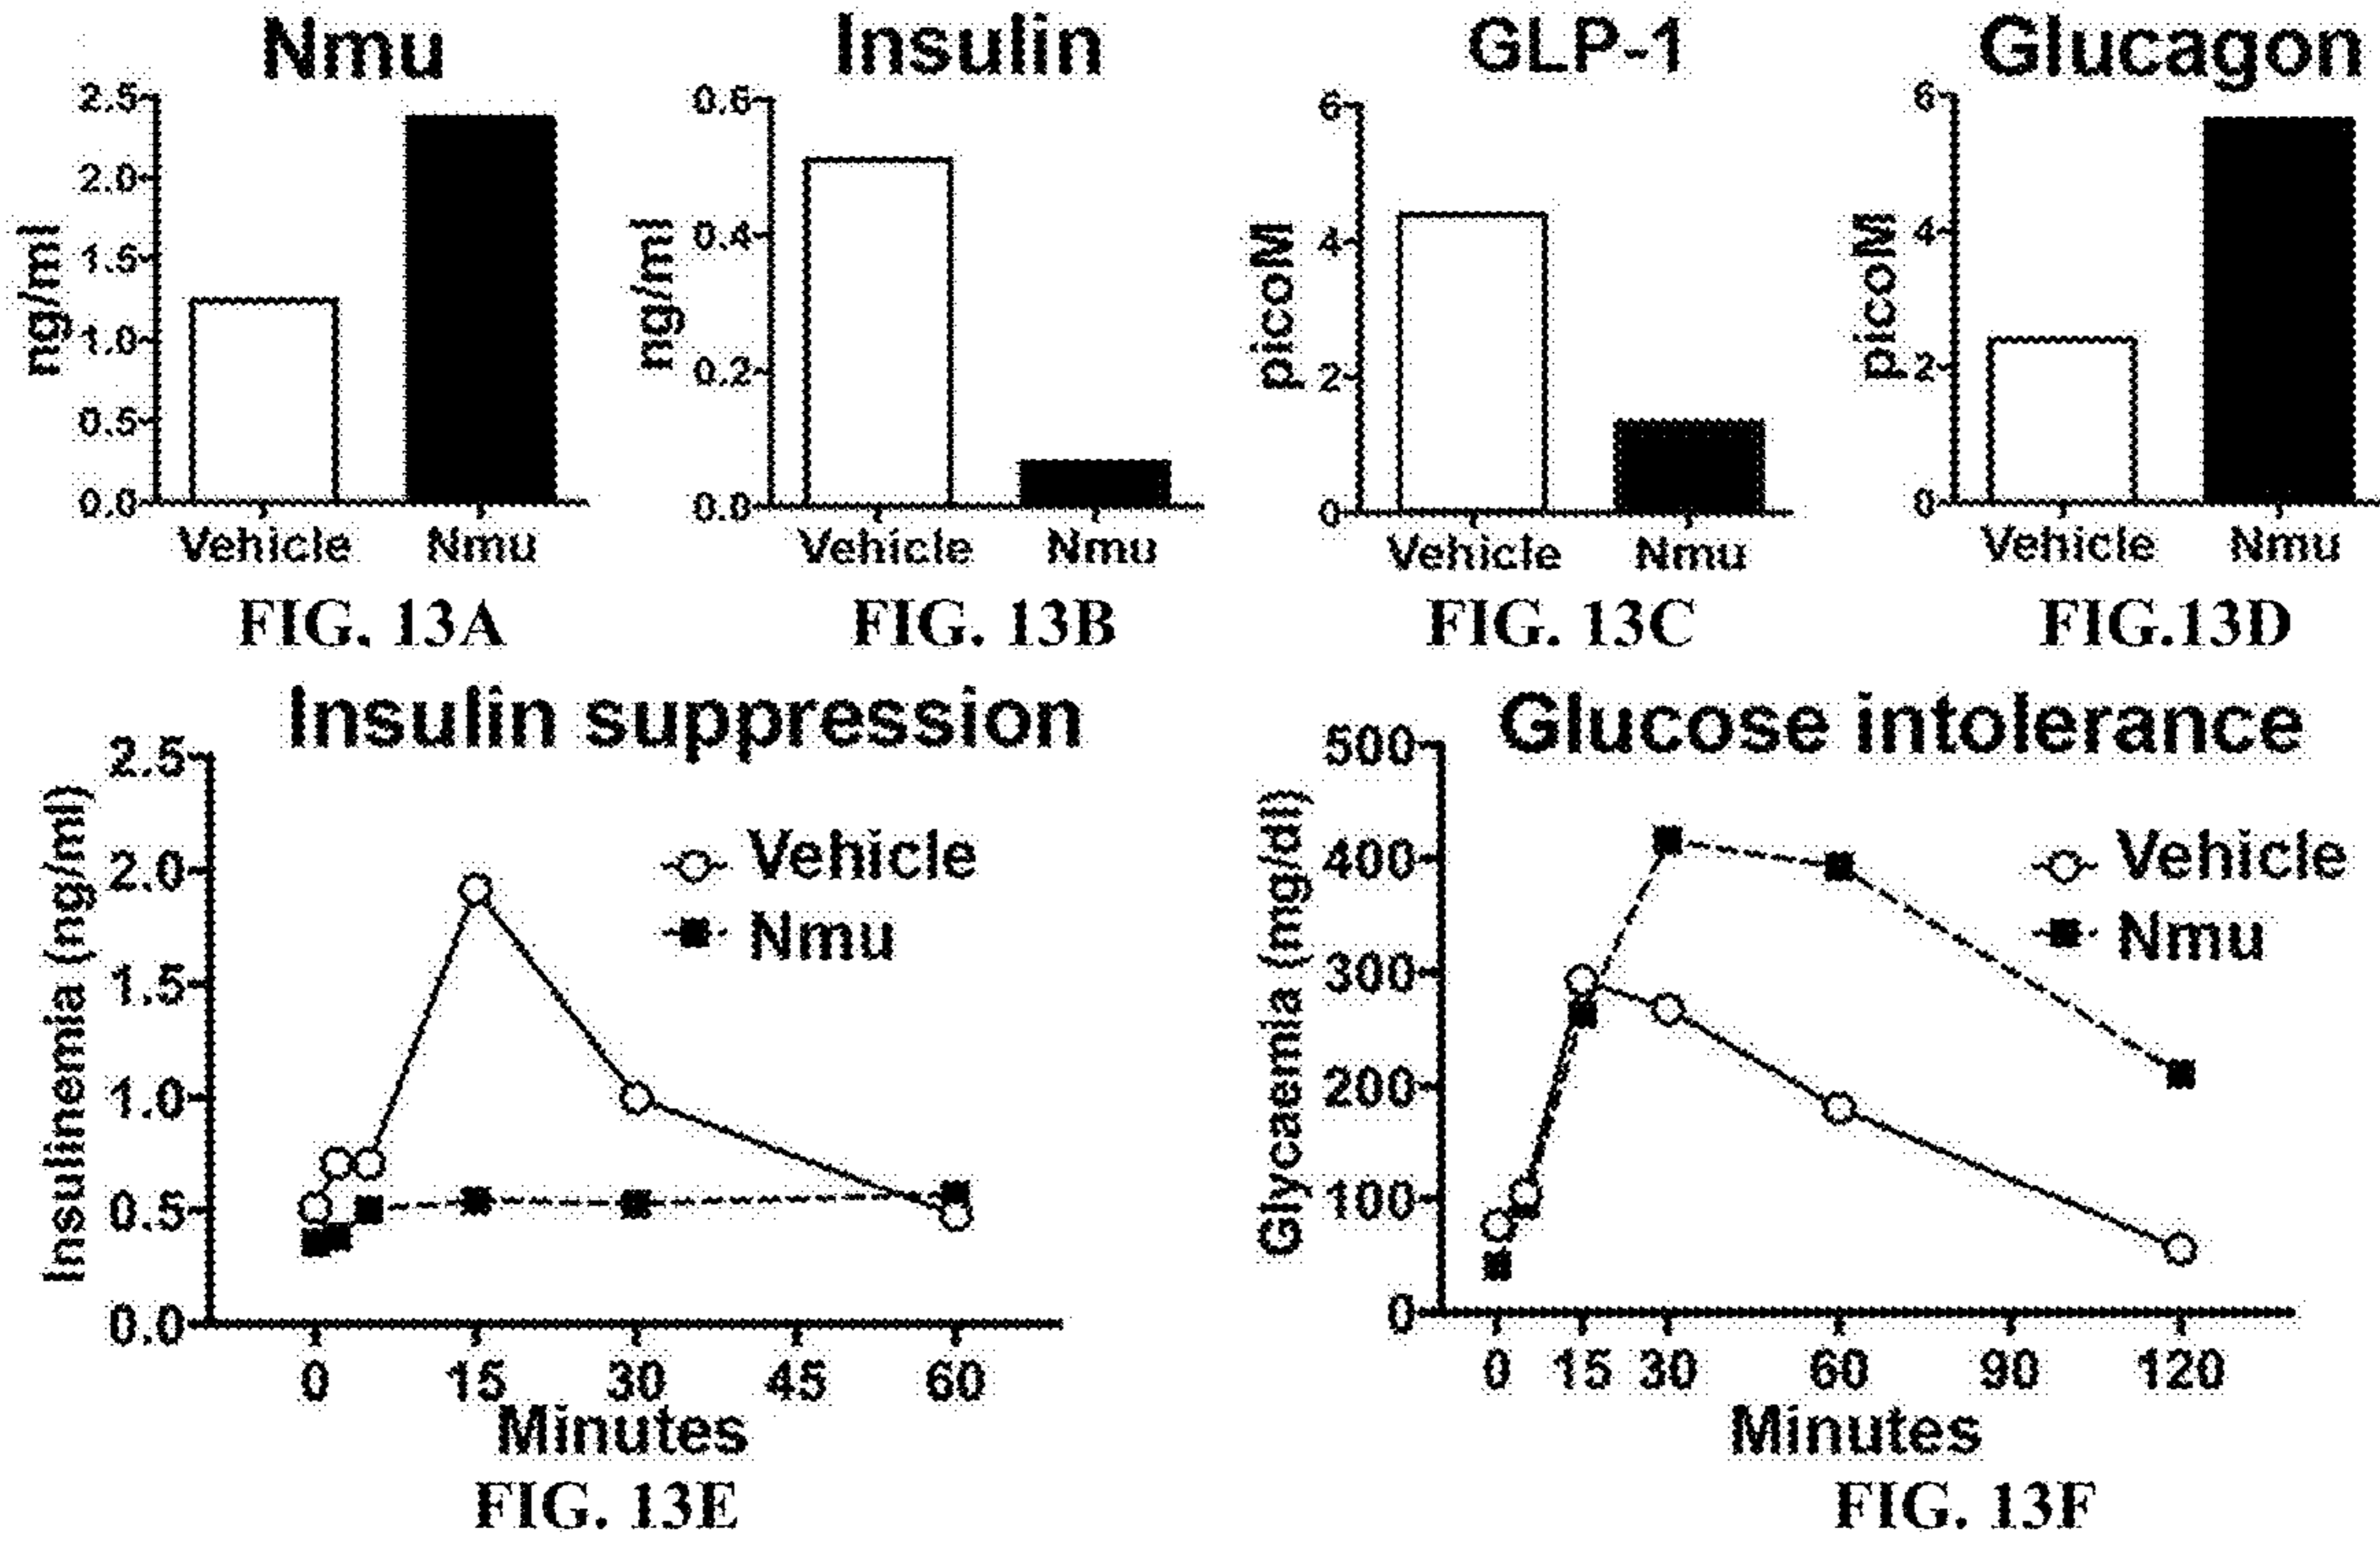 Nmu
Insulin
GLP-1
Glucagon
2.5
2.0
1.5
1.0
0.5
0.0
ng/ml
Vehicle
Nmu
0.6
0.4
0.2
0.0
ng/ml
Vehicle
Nmu
6
4
2
0
picoM
Vehicle
Nmu
6
4
2
0
picoM
Vehicle
Nmu
FIG. 13A
FIG. 13B
FIG. 13C
FIG.13D
Insulin suppression
2.5
2.0
1.5
1.0
0.5
0.0
Insulinemia (ng/ml)
Vehicle
Nmu
0 15 30 45 60
Minutes
FIG. 13E
Glucose intolerance
500
400
300
200
100
0
Glycaemia (mg/dl)
Vehicle
Nmu
0 15 30 60 90 120
Minutes
FIG. 13F